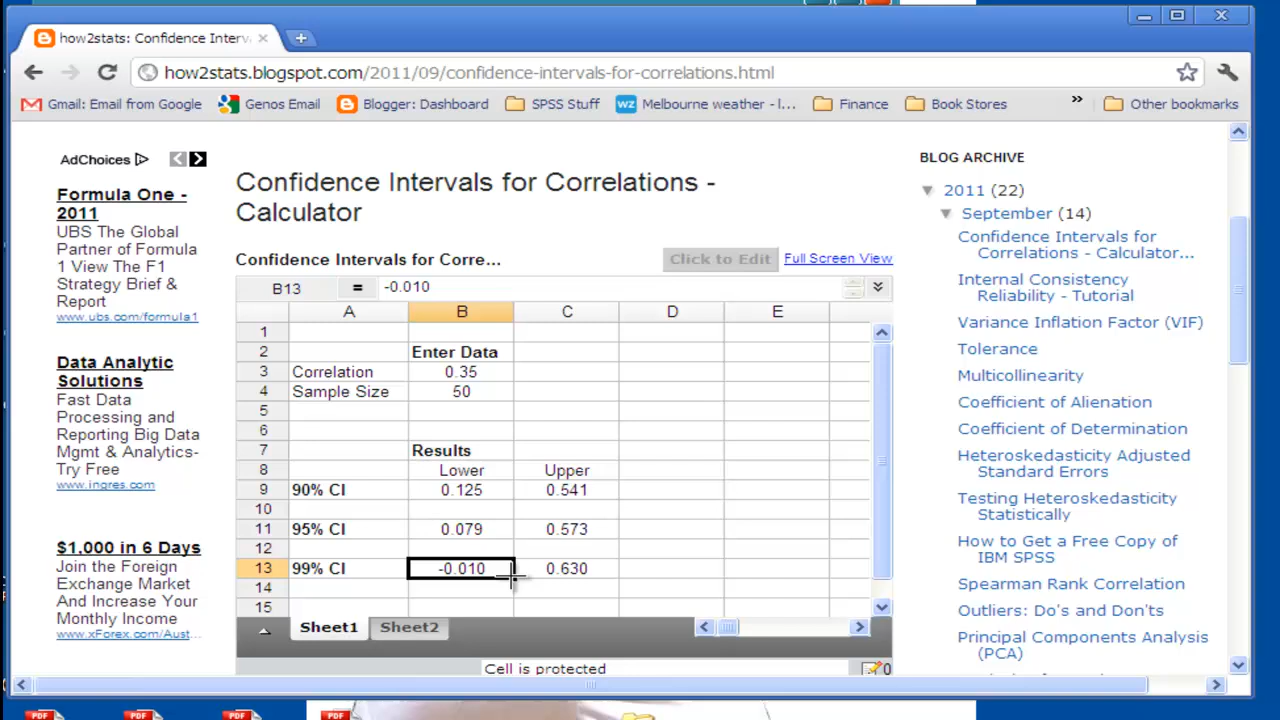 how2stats: Confidence Interv
how2stats.blogspot.com/2011/09/confidence-intervals-for-correlations.html
Gmail: Email from Google
Genos Email
Blogger: Dashboard
SPSS Stuff
wz Melbourne weather - l...
Finance
Book Stores
»
Other bookmarks
AdChoices
Formula One -
2011
UBS The Global
Partner of Formula
1 View The F1
Strategy Brief &
Report
www.ubs.com/formula1
Data Analytic
Solutions
Fast Data
Processing and
Reporting Big Data
Mgmt & Analytics-
Try Free
www.ingres.com
$1,000 in 6 Days
Join the Foreign
Exchange Market
And Increase Your
Monthly Income
www.xForex.com/Aust...
Confidence Intervals for Correlations -
Calculator
Confidence Intervals for Corre...
Click to Edit
Full Screen View
B13 = -0.010
A B C D E
1
2 Enter Data
3 Correlation 0.35
4 Sample Size 50
5
6
7 Results
8 Lower Upper
9 90% CI 0.125 0.541
10
11 95% CI 0.079 0.573
12
13 99% CI -0.010 0.630
14
15
Sheet1 Sheet2
Cell is protected
0
BLOG ARCHIVE
2011 (22)
September (14)
Confidence Intervals for
Correlations - Calculator...
Internal Consistency
Reliability - Tutorial
Variance Inflation Factor (VIF)
Tolerance
Multicollinearity
Coefficient of Alienation
Coefficient of Determination
Heteroskedasticity Adjusted
Standard Errors
Testing Heteroskedasticity
Statistically
How to Get a Free Copy of
IBM SPSS
Spearman Rank Correlation
Outliers: Do's and Don'ts
Principal Components Analysis
(PCA)
PDF
PDF
PDF
PDF